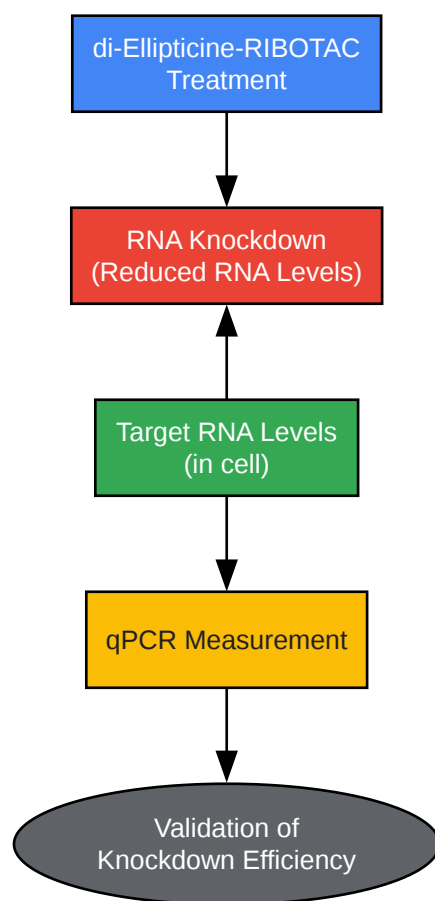 di-Ellipticine-RIBOTAC
Treatment
RNA Knockdown
(Reduced RNA Levels)
Target RNA Levels
(in cell)
qPCR Measurement
Validation of
Knockdown Efficiency